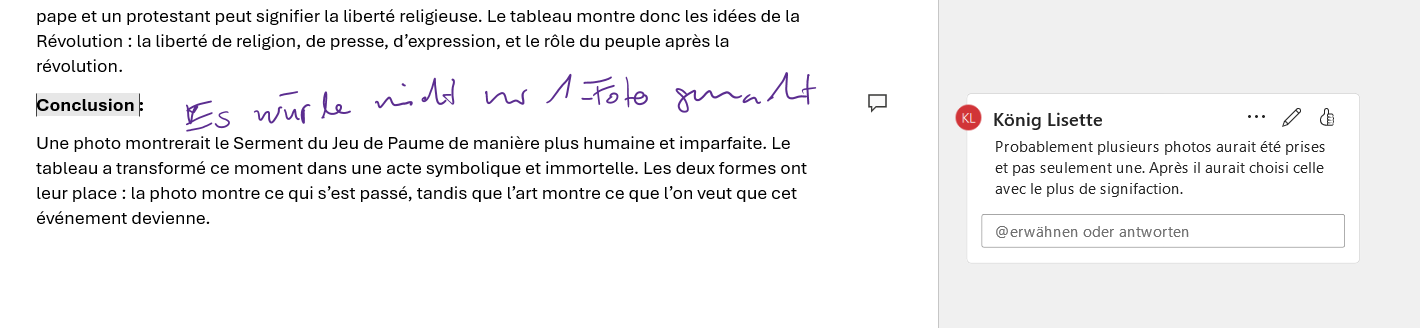 pape et un protestant peut signifier la liberté religieuse. Le tableau montre donc les idées de la
Révolution : la liberté de religion, de presse, d’expression, et le rôle du peuple après la
révolution.
Conclusion :
Es würde nicht nur 1 Foto gemacht
Une photo montrerait le Serment du Jeu de Paume de manière plus humaine et imparfaite. Le
tableau a transformé ce moment dans une acte symbolique et immortelle. Les deux formes ont
leur place : la photo montre ce qui s’est passé, tandis que l’art montre ce que l’on veut que cet
événement devienne.
KL
König Lisette
Probablement plusieurs photos aurait été prises
et pas seulement une. Après il aurait choisi celle
avec le plus de signifaction.
@erwähnen oder antworten